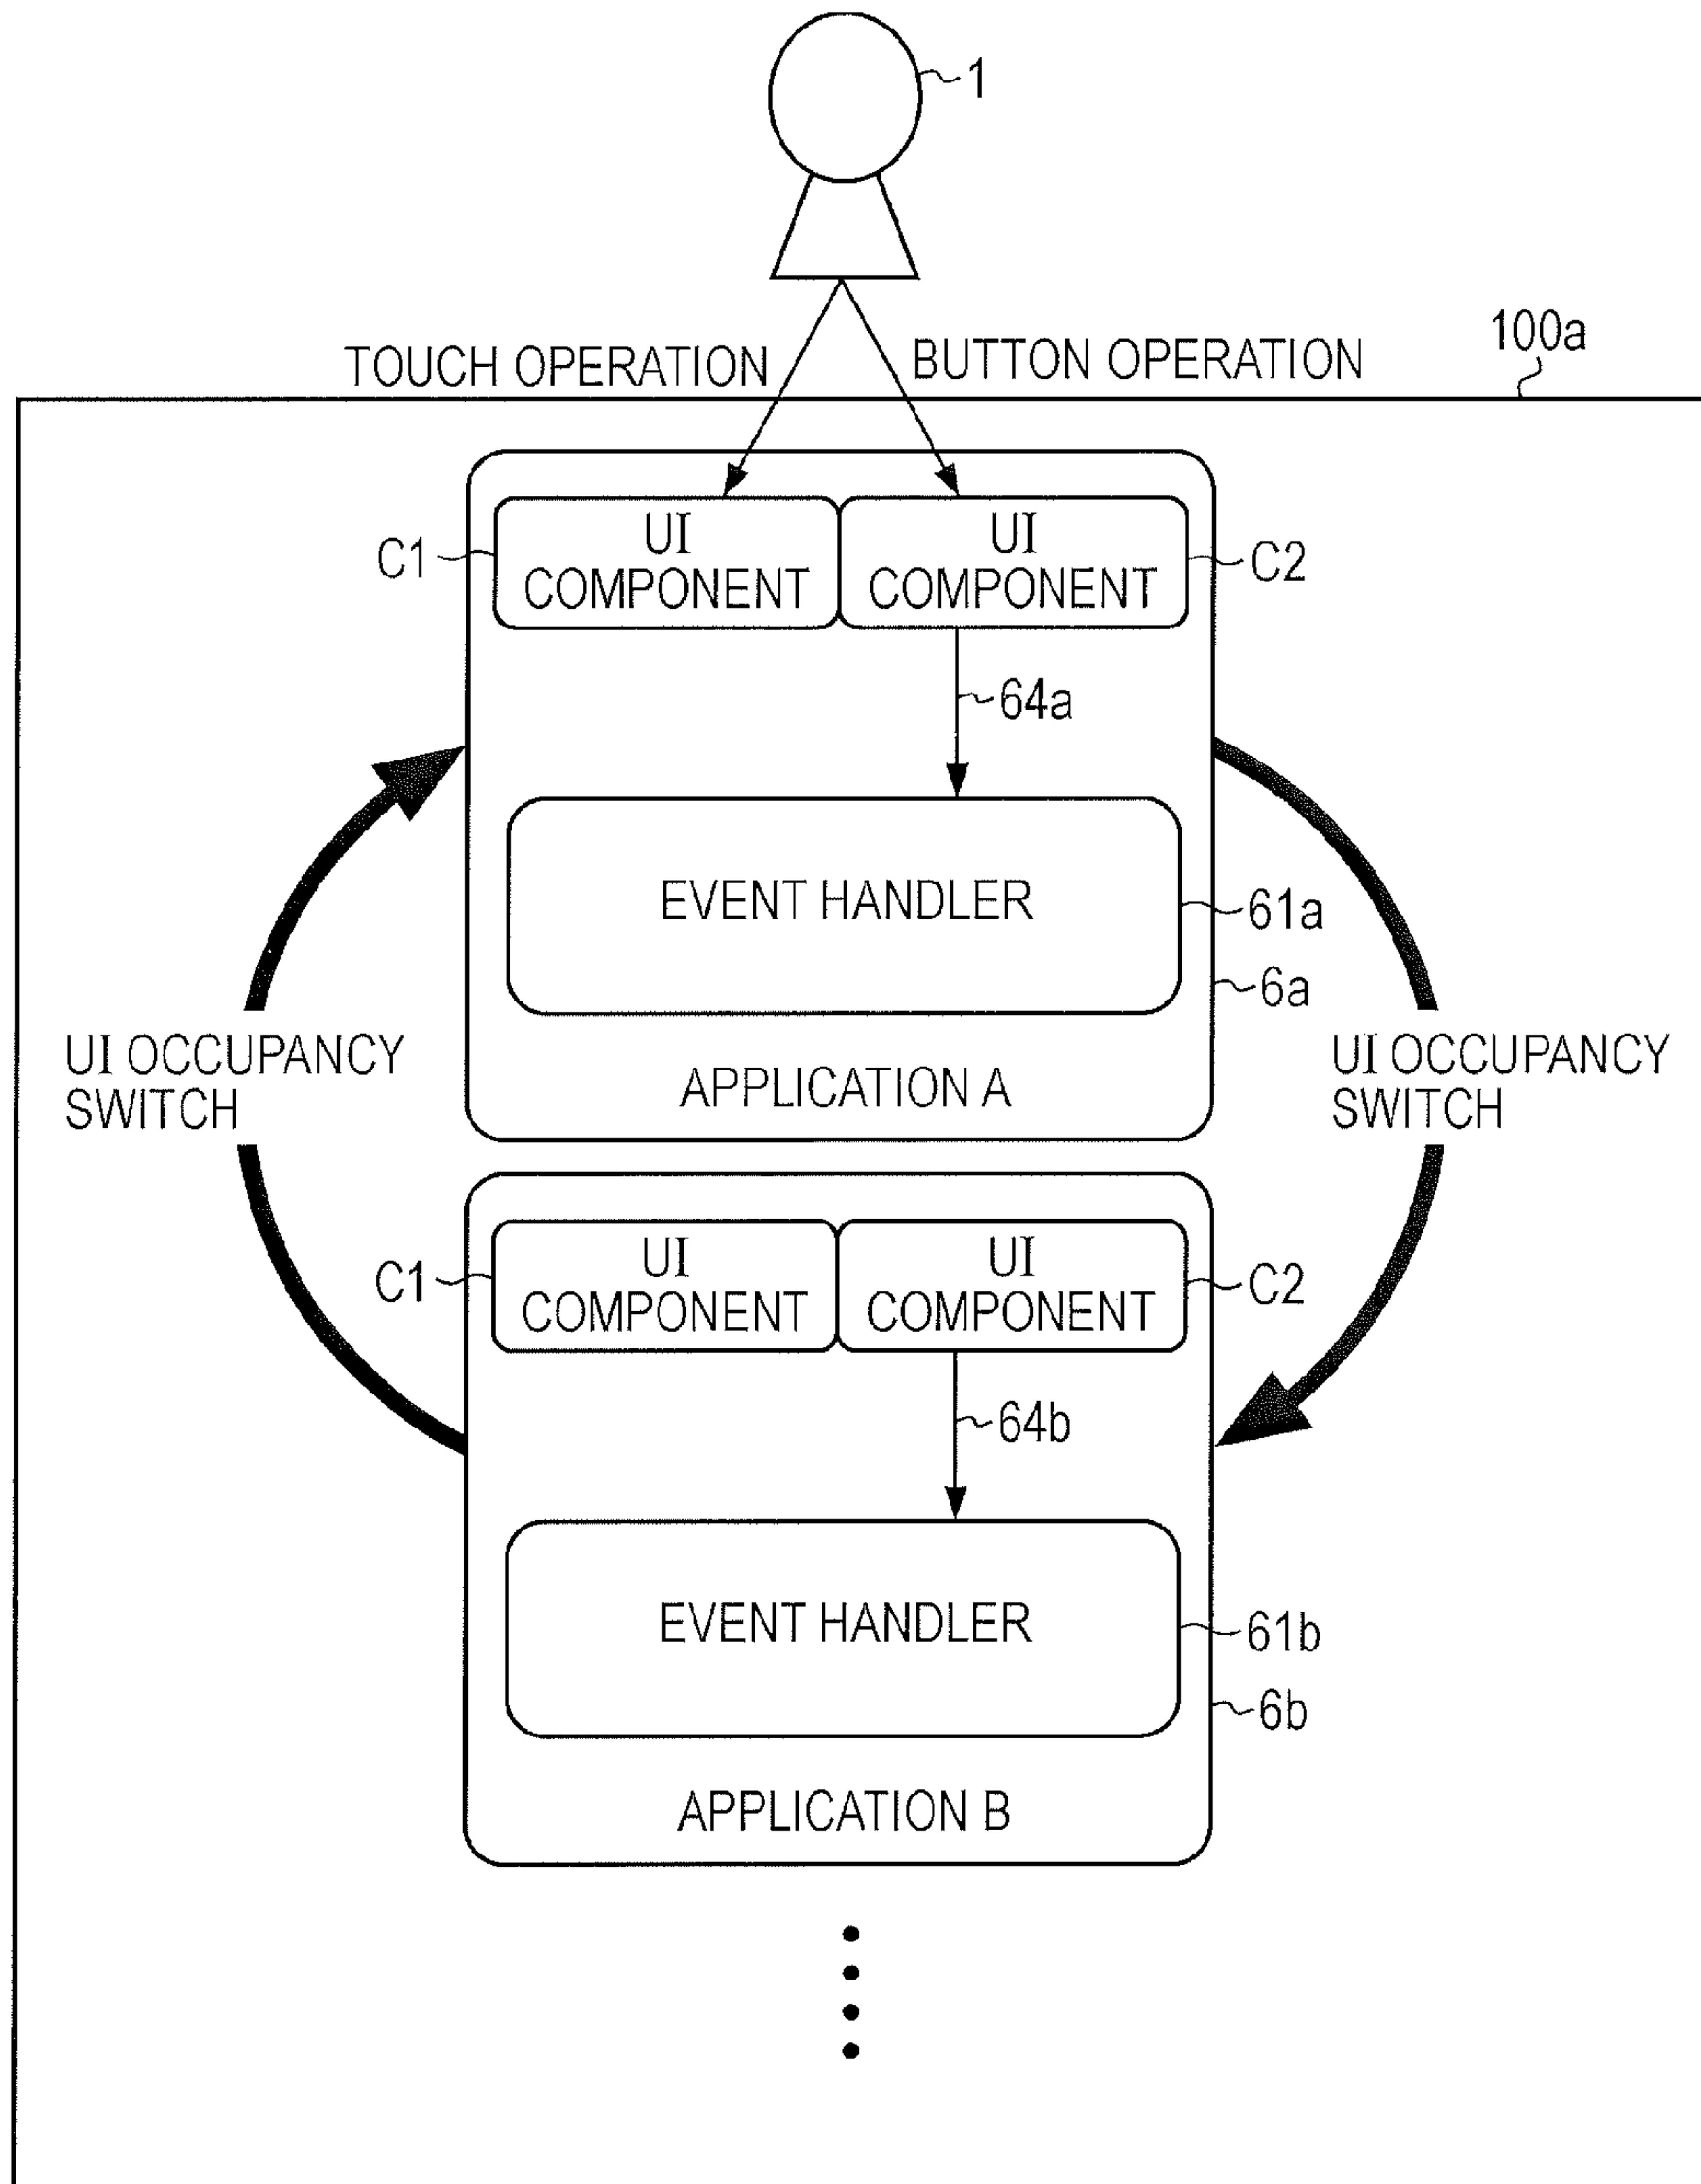 1
100a
TOUCH OPERATION
BUTTON OPERATION
C1
UI
COMPONENT
UI
COMPONENT
C2
64a
EVENT HANDLER
61a
6a
UI OCCUPANCY
SWITCH
UI OCCUPANCY
SWITCH
APPLICATION A
C1
UI
COMPONENT
UI
COMPONENT
C2
64b
EVENT HANDLER
61b
6b
APPLICATION B